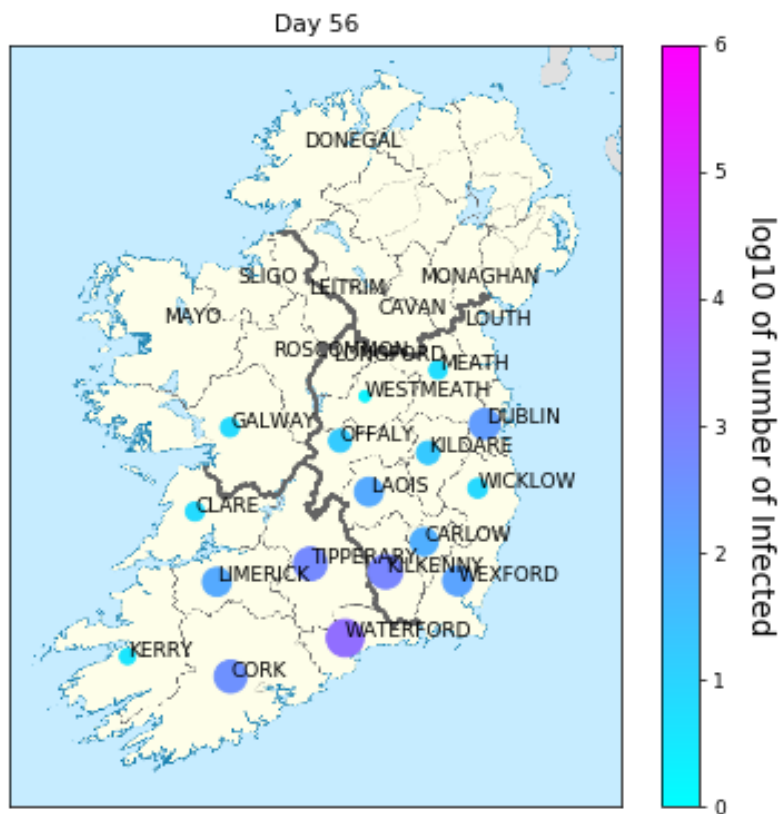 Day 56
DONEGAL
SLIGO
LEITRIM
MONAGHAN
CAVAN
MAYO
LOUTH
ROSCOMMON
LONGFORD
MEATH
WESTMEATH
GALWAY
OFFALY
DUBLIN
KILDARE
LAOIS
WICKLOW
CLARE
CARLOW
TIPPERARY
KILKENNY
LIMERICK
WEXFORD
WATERFORD
KERRY
CORK
6
5
4
3
2
1
0
log10 of number of Infected